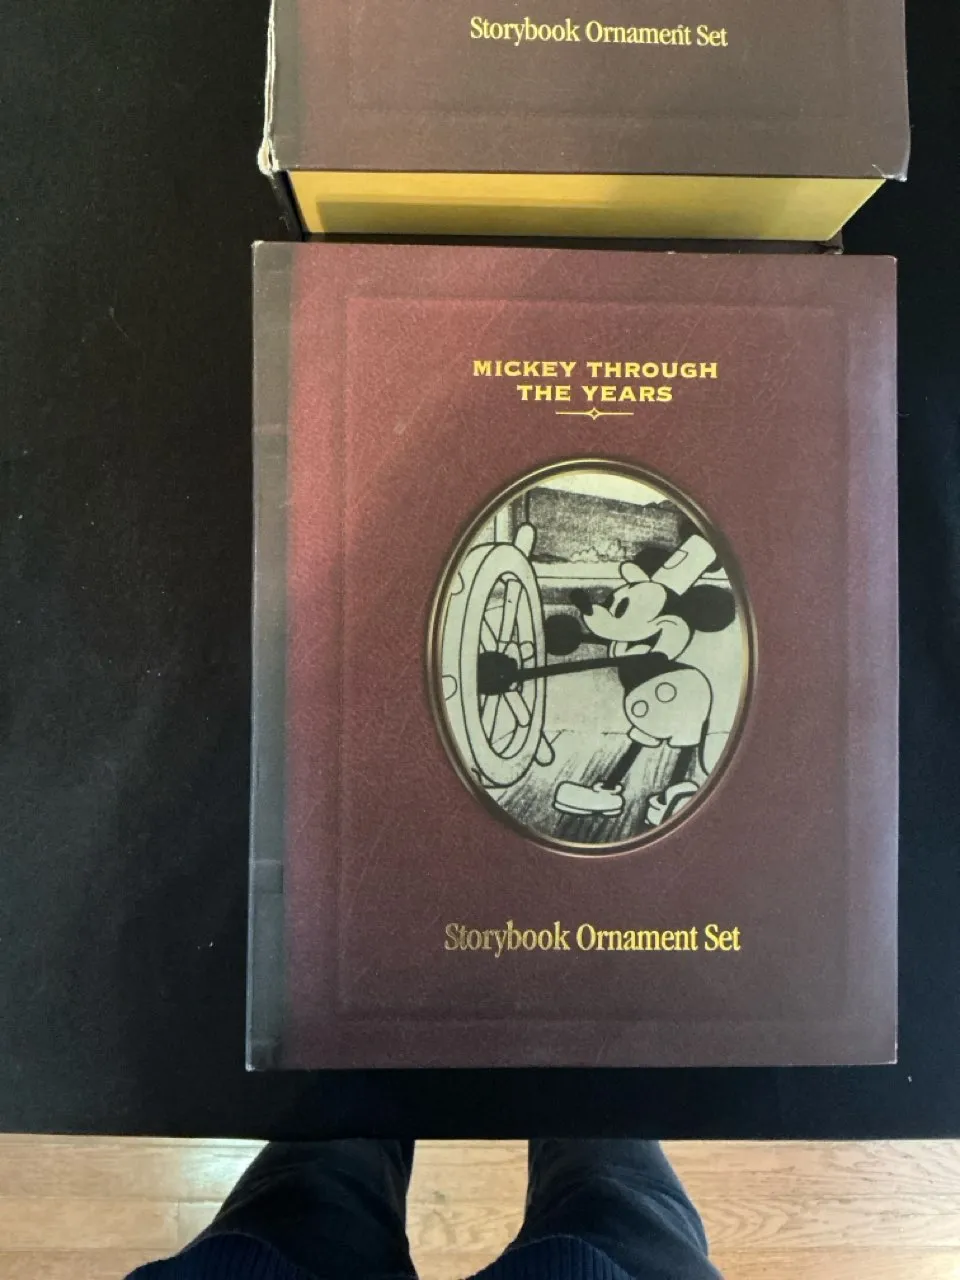 Storybook Ornament Set
MICKEY THROUGH
THE YEARS
Storybook Ornament Set